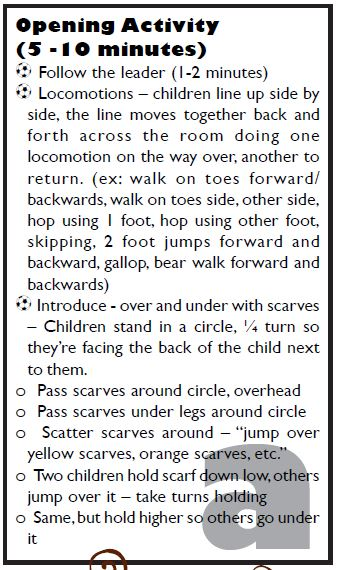 Opening Activity
(5 -10 minutes)
Follow the leader (1-2 minutes)
Locomotions – children line up side by
side, the line moves together back and
forth across the room doing one
locomotion on the way over, another to
return. (ex: walk on toes forward/
backwards, walk on toes side, other side,
hop using 1 foot, hop using other foot,
skipping, 2 foot jumps forward and
backward, gallop, bear walk forward and
backwards)
Introduce - over and under with scarves
– Children stand in a circle, ¼ turn so
they're facing the back of the child next
to them.
o Pass scarves around circle, overhead
o Pass scarves under legs around circle
o Scatter scarves around – “jump over
yellow scarves, orange scarves, etc.”
o Two children hold scarf down low, others
jump over it – take turns holding
o Same, but hold higher so others go under
it
a